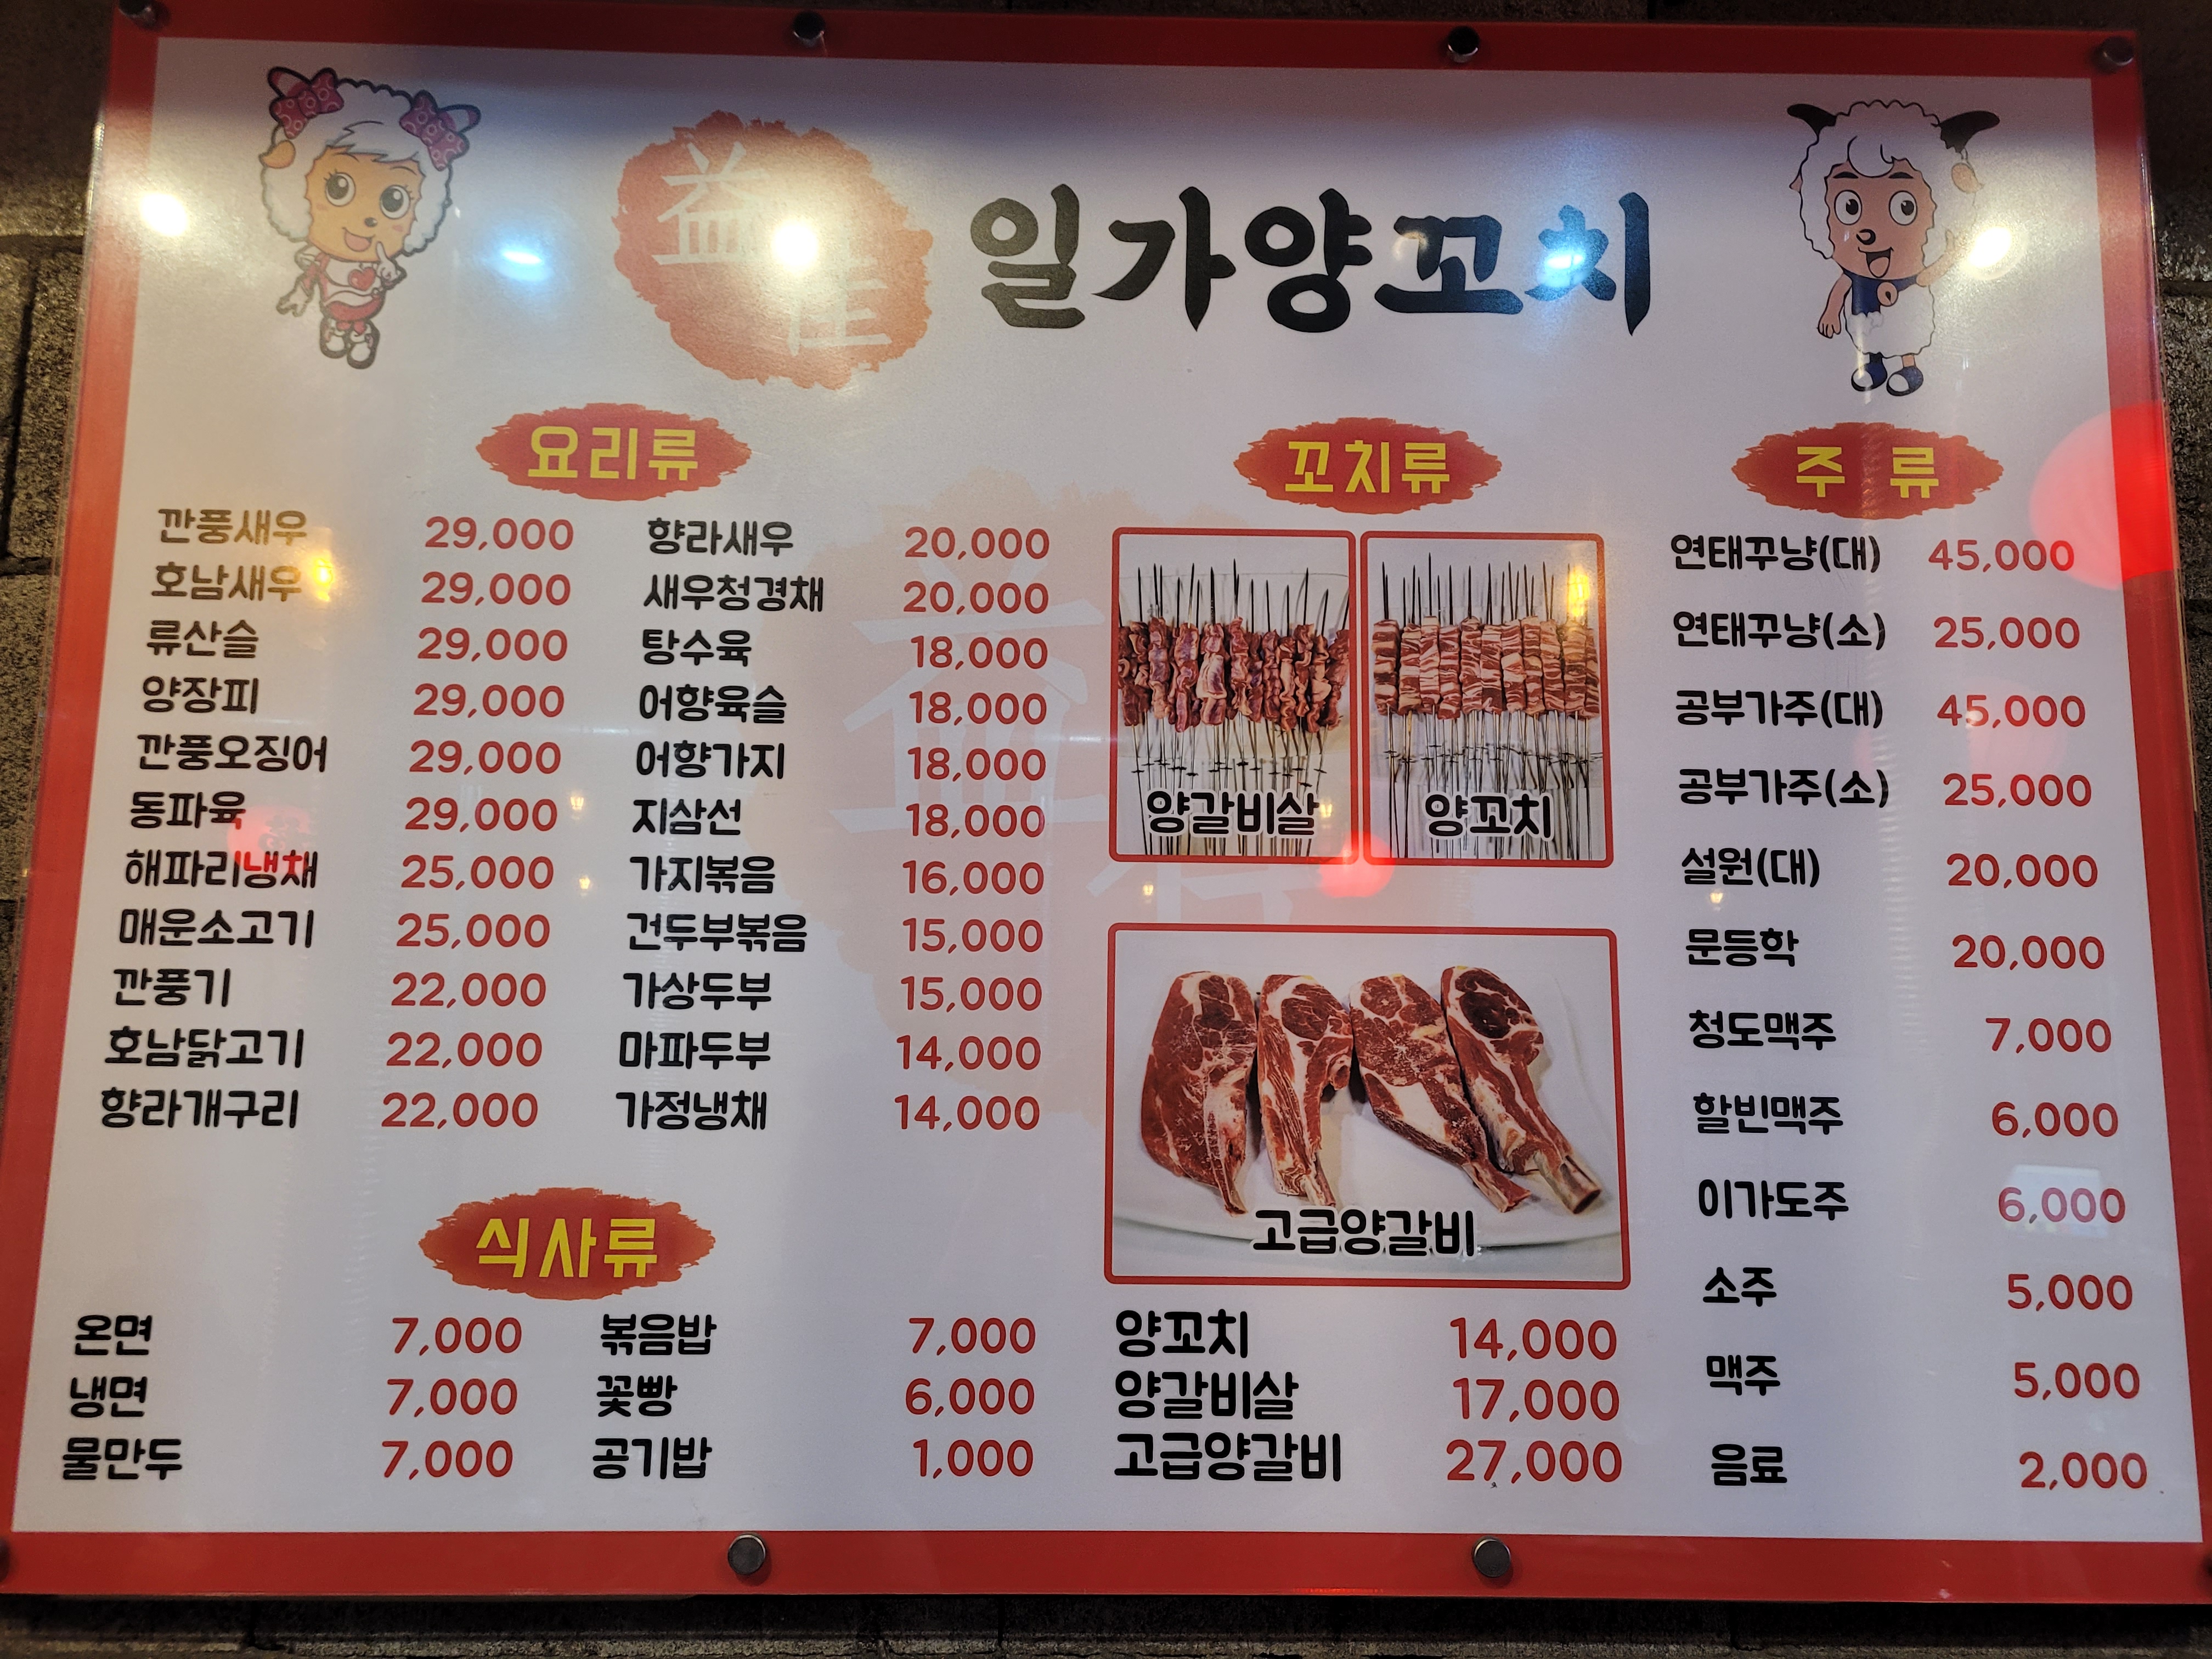 益佳
일가양꼬치
요리류
깐풍새우 29,000 향라새우 20,000
호남새우 29,000 새우청경채 20,000
류산슬 29,000 탕수육 18,000
양장피 29,000 어향육슬 18,000
깐풍오징어 29,000 어향가지 18,000
동파육 29,000 지삼선 18,000
해파리냉채 25,000 가지볶음 16,000
매운소고기 25,000 건두부볶음 15,000
깐풍기 22,000 가상두부 15,000
호남닭고기 22,000 마파두부 14,000
향라개구리 22,000 가정냉채 14,000
식사류
온면 7,000 볶음밥 7,000
냉면 7,000 꽃빵 6,000
물만두 7,000 공기밥 1,000
꼬치류
양갈비살 양꼬치
고급양갈비
양꼬치 14,000
양갈비살 17,000
고급양갈비 27,000
주 류
연태꾸냥(대) 45,000
연태꾸냥(소) 25,000
공부가주(대) 45,000
공부가주(소) 25,000
설원(대) 20,000
문등학 20,000
청도맥주 7,000
할빈맥주 6,000
이가도주 6,000
소주 5,000
맥주 5,000
음료 2,000